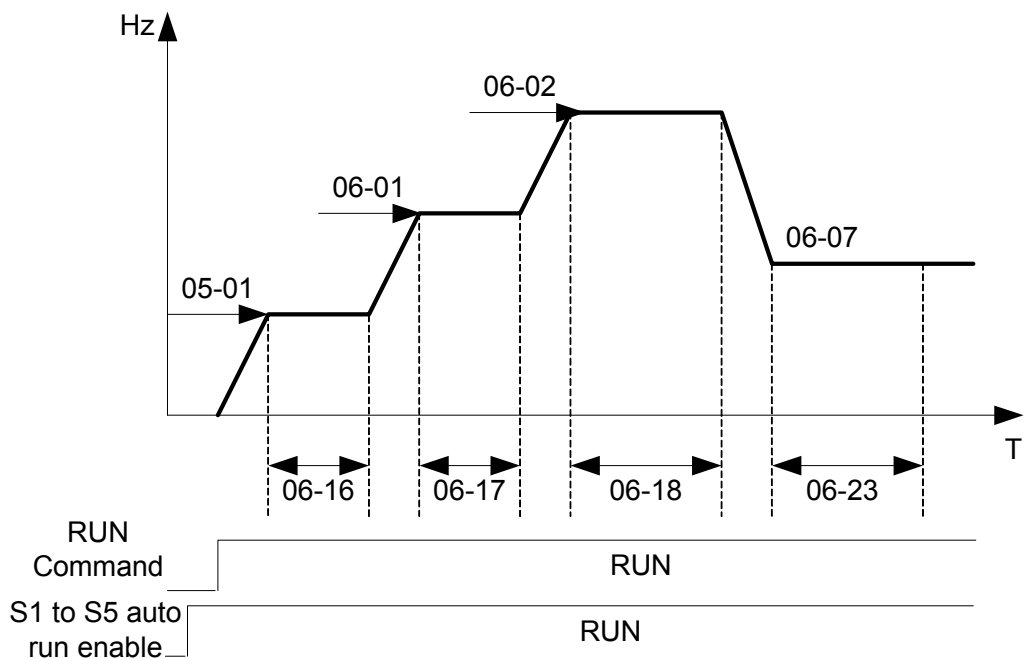 Hz
06-02
06-01
06-07
05-01
T
06-16
06-17
06-18
06-23
RUN
Command
RUN
S1 to S5 auto
run enable
RUN